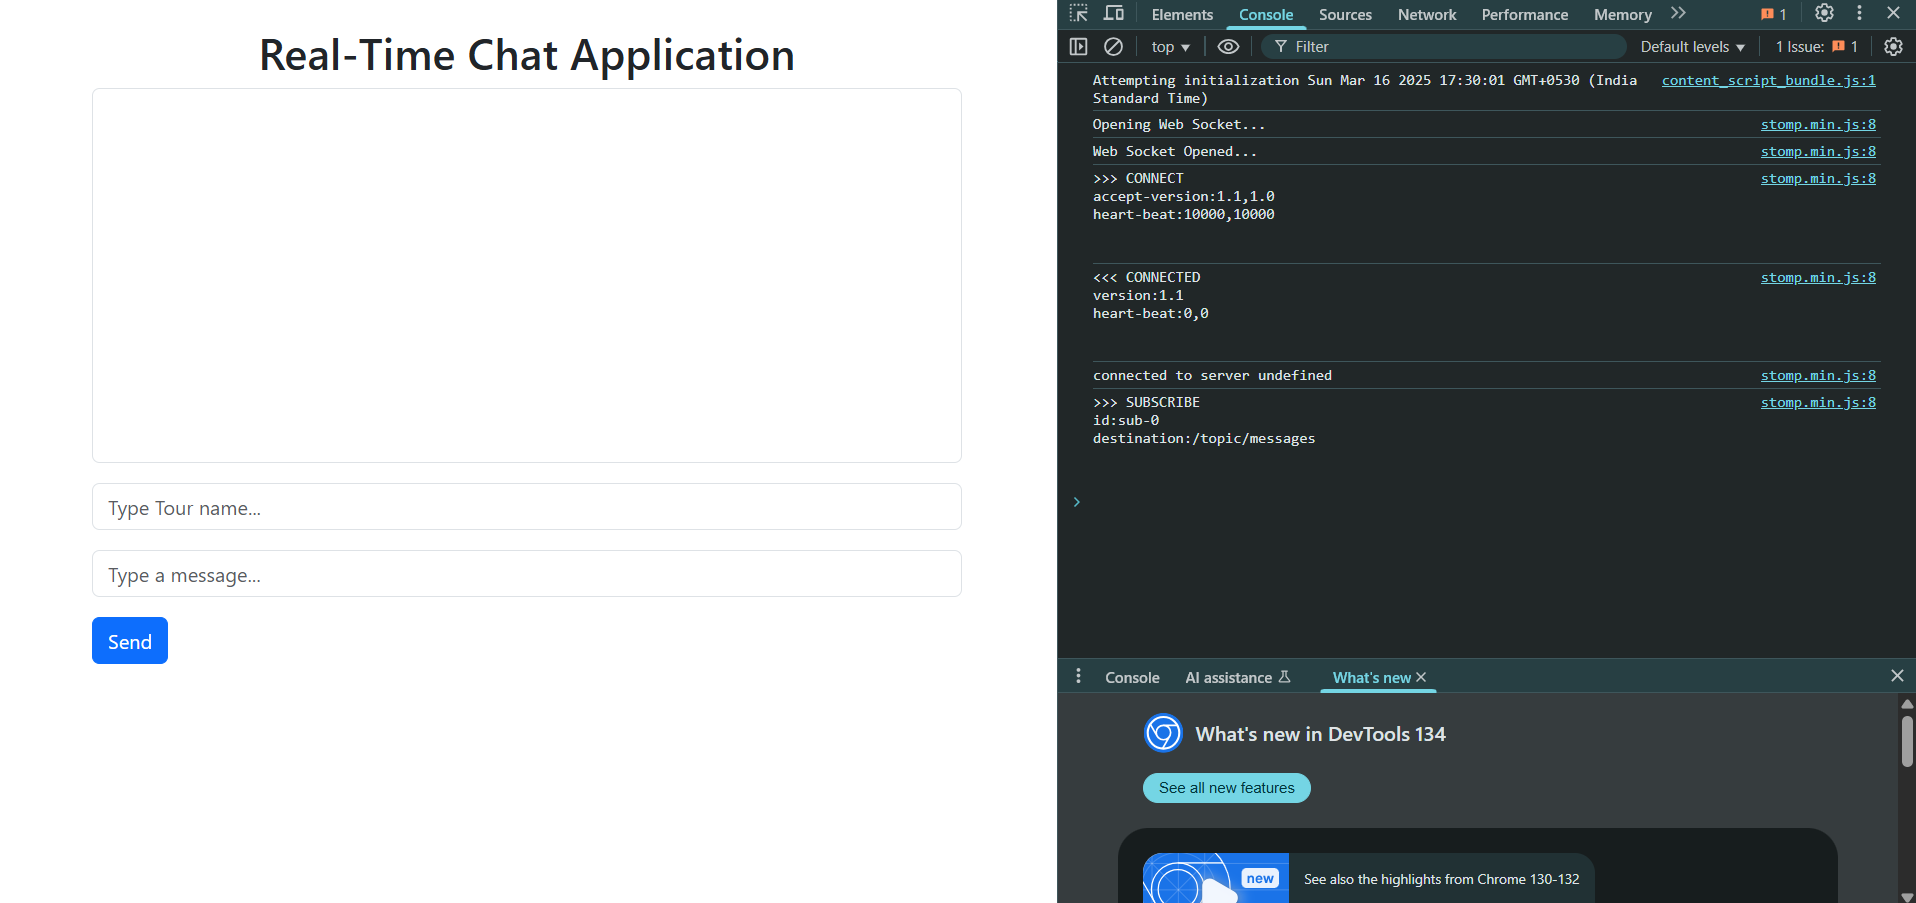 Real-Time Chat Application
Type Tour name...
Type a message...
Send
Elements Console Sources Network Performance Memory 1
top Filter Default levels 1 Issue: 1
Attempting initialization Sun Mar 16 2025 17:30:01 GMT+0530 (India content_script_bundle.js:1
Standard Time)
Opening Web Socket... stomp.min.js:8
Web Socket Opened... stomp.min.js:8
>>> CONNECT stomp.min.js:8
accept-version:1.1,1.0
heart-beat:10000,10000
<<< CONNECTED stomp.min.js:8
version:1.1
heart-beat:0,0
connected to server undefined stomp.min.js:8
>>> SUBSCRIBE stomp.min.js:8
id:sub-0
destination:/topic/messages
Console AI assistance What's new
What's new in DevTools 134
See all new features
new
See also the highlights from Chrome 130-132